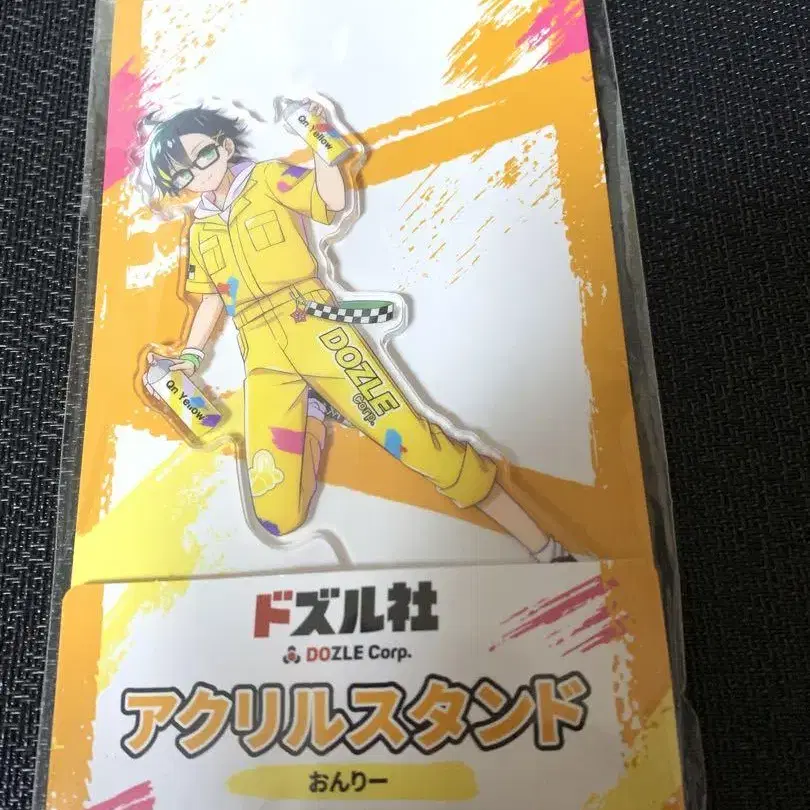 On Yellow
On Yellow
DOZLE
Corp.
ドズル社
DOZLE Corp.
アクリルスタンド
おんりー